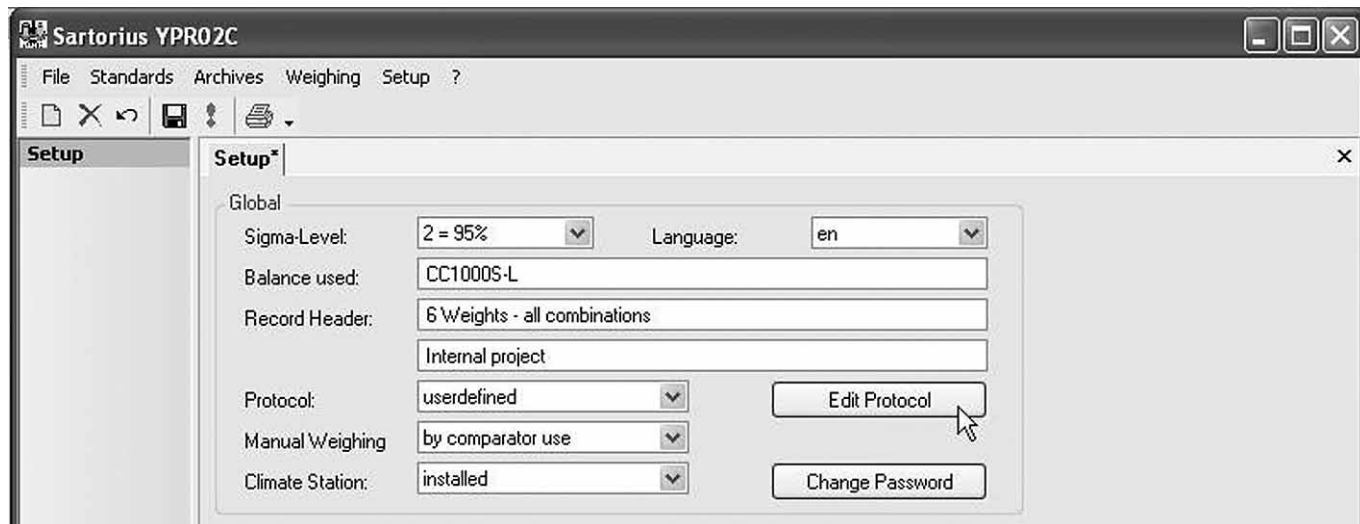 Sartorius YPR02C
File Standards Archives Weighing Setup ?
Setup
Setup*
Global
Sigma-Level: 2 = 95% Language: en
Balance used: CC1000S-L
Record Header: 6 Weights - all combinations
Internal project
Protocol: userdefined Edit Protocol
Manual Weighing by comparator use
Climate Station: installed Change Password